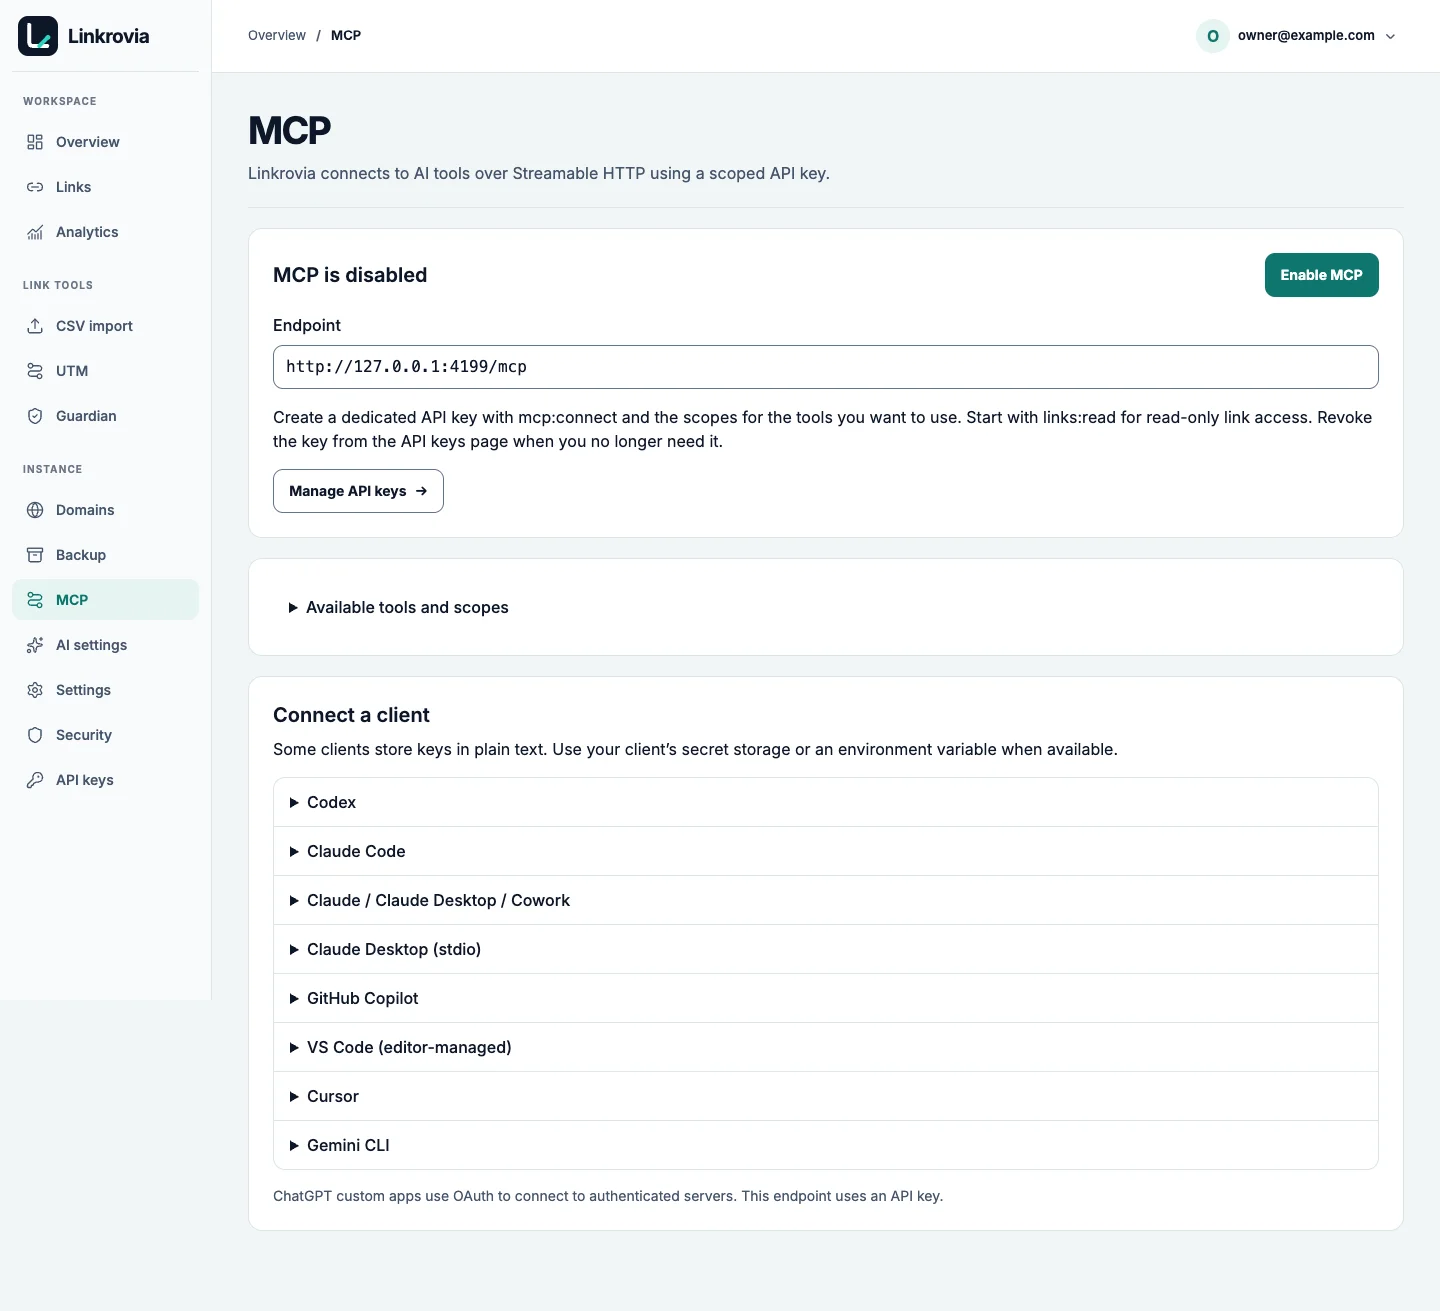 Linkrovia
WORKSPACE
Overview
Links
Analytics
LINK TOOLS
CSV import
UTM
Guardian
INSTANCE
Domains
Backup
MCP
AI settings
Settings
Security
API keys
Overview / MCP
O owner@example.com
MCP
Linkrovia connects to AI tools over Streamable HTTP using a scoped API key.
MCP is disabled
Enable MCP
Endpoint
http://127.0.0.1:4199/mcp
Create a dedicated API key with mcp:connect and the scopes for the tools you want to use. Start with links:read for read-only link access. Revoke
the key from the API keys page when you no longer need it.
Manage API keys →
Available tools and scopes
Connect a client
Some clients store keys in plain text. Use your client’s secret storage or an environment variable when available.
Codex
Claude Code
Claude / Claude Desktop / Cowork
Claude Desktop (stdio)
GitHub Copilot
VS Code (editor-managed)
Cursor
Gemini CLI
ChatGPT custom apps use OAuth to connect to authenticated servers. This endpoint uses an API key.